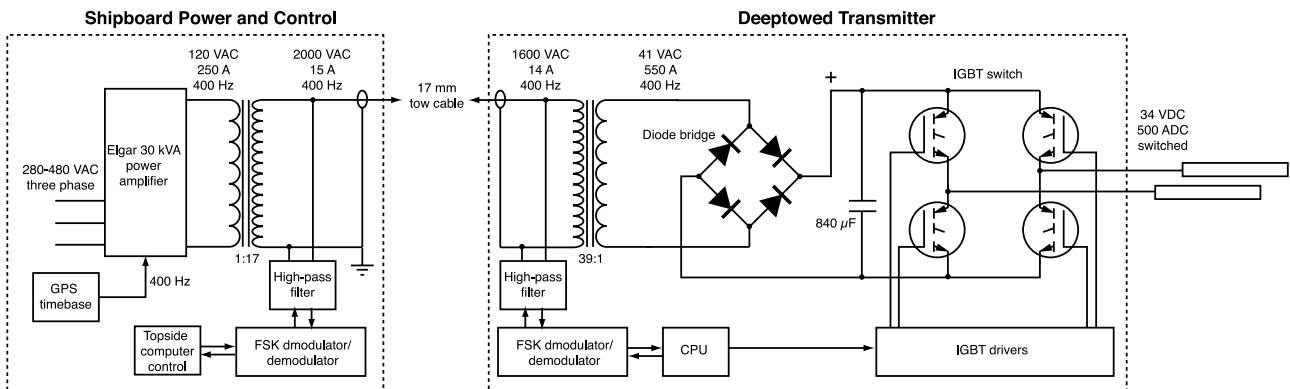 Shipboard Power and Control
Deeptowed Transmitter
120 VAC
250 A
400 Hz
2000 VAC
15 A
400 Hz
17 mm
tow cable
1600 VAC
14 A
400 Hz
41 VAC
550 A
400 Hz
+
IGBT switch
34 VDC
500 ADC
switched
Elgar 30 kVA
power
amplifier
280-480 VAC
three phase
Diode bridge
840 µF
1:17
39:1
400 Hz
GPS
timebase
High-pass
filter
High-pass
filter
Topside
computer
control
FSK dmodulator/
demodulator
FSK dmodulator/
demodulator
CPU
IGBT drivers